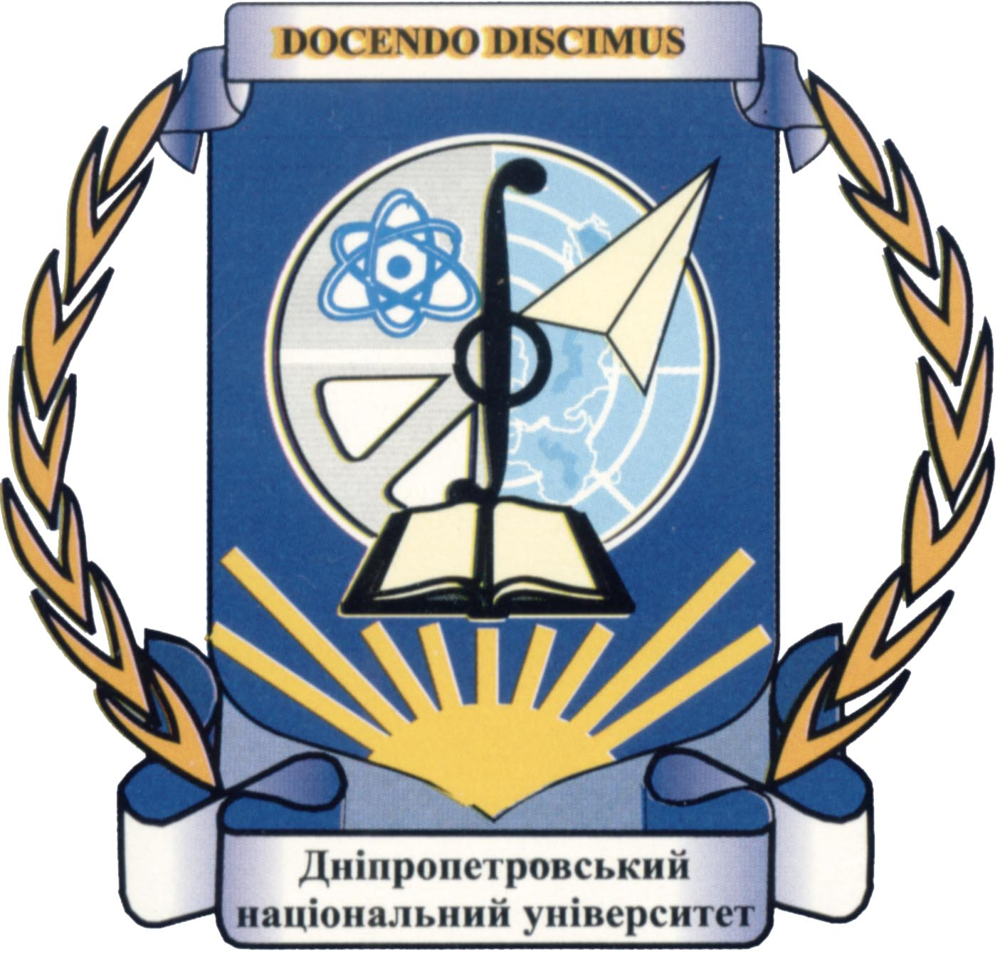 DOCENDO DISCIMUS
Дніпропетровський
національний університет